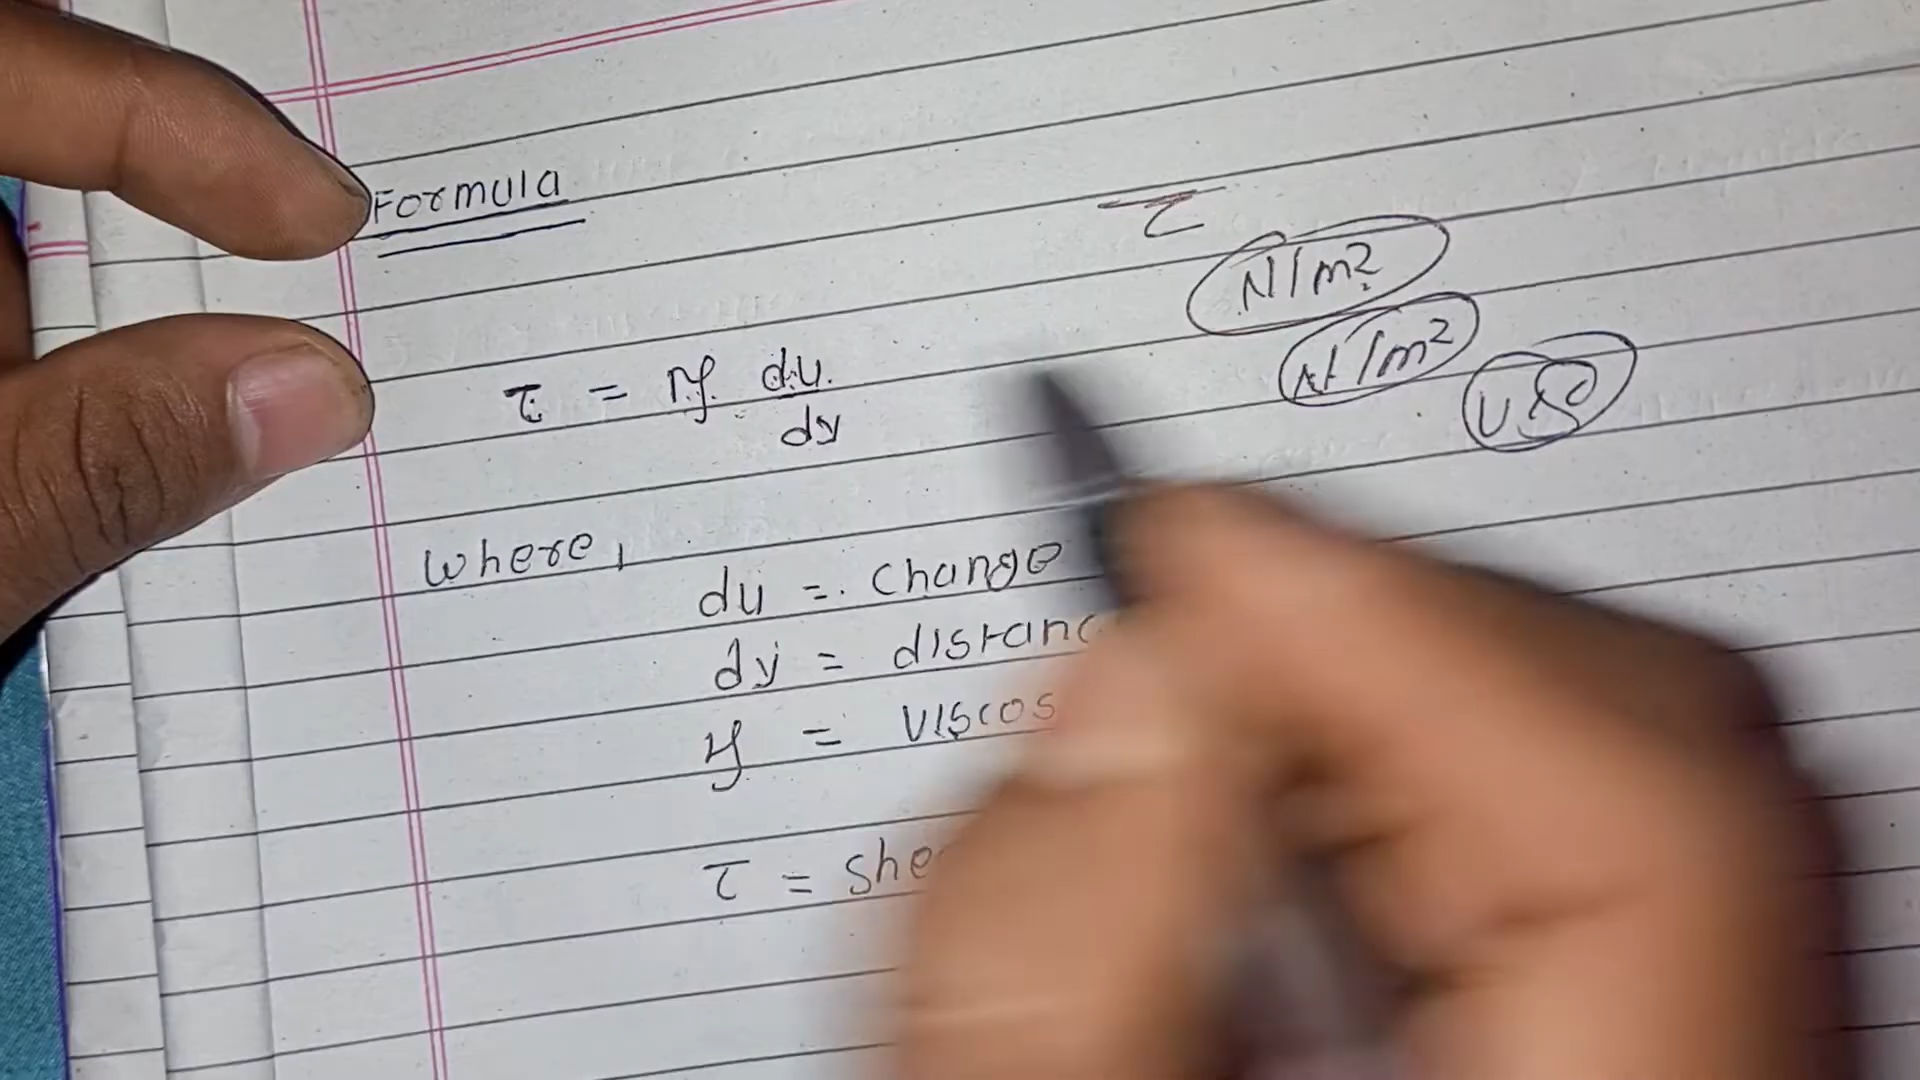 Formula
τ
N/m²
N/m²
τ = η du/dy
where,
du = change
dy = distanc
η = viscos
τ = she